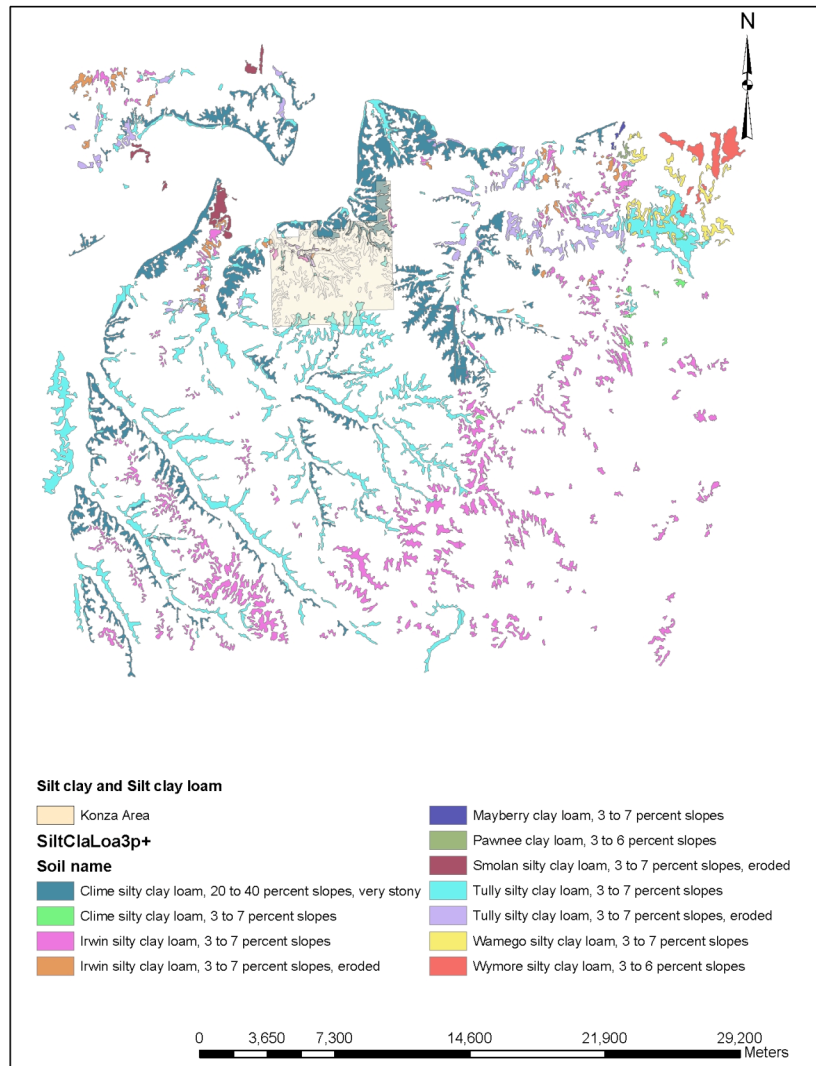 N
Silt clay and Silt clay loam
Konza Area
SiltClaLoa3p+
Soil name
Clime silty clay loam, 20 to 40 percent slopes, very stony
Clime silty clay loam, 3 to 7 percent slopes
Irwin silty clay loam, 3 to 7 percent slopes
Irwin silty clay loam, 3 to 7 percent slopes, eroded
Mayberry clay loam, 3 to 7 percent slopes
Pawnee clay loam, 3 to 6 percent slopes
Smolan silty clay loam, 3 to 7 percent slopes, eroded
Tully silty clay loam, 3 to 7 percent slopes
Tully silty clay loam, 3 to 7 percent slopes, eroded
Wamego silty clay loam, 3 to 7 percent slopes
Wymore silty clay loam, 3 to 6 percent slopes
0 3,650 7,300 14,600 21,900 29,200
Meters